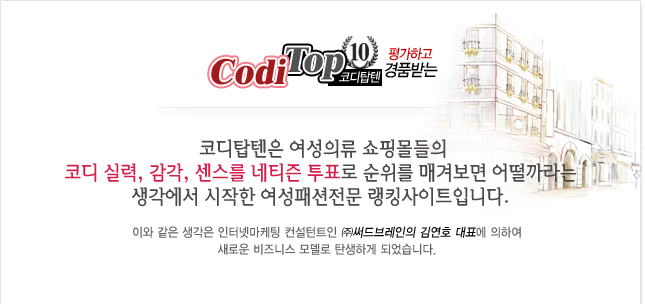 Codi Top 10 코디탑텐 평가하고 경품받는
코디탑텐은 여성의류 쇼핑몰들의
코디 실력, 감각, 센스를 네티즌 투표로 순위를 매겨보면 어떨까라는
생각에서 시작한 여성패션전문 랭킹사이트입니다.
이와 같은 생각은 인터넷마케팅 컨설턴트인 ㈜써드브레인의 김연호 대표에 의하여
새로운 비즈니스 모델로 탄생하게 되었습니다.